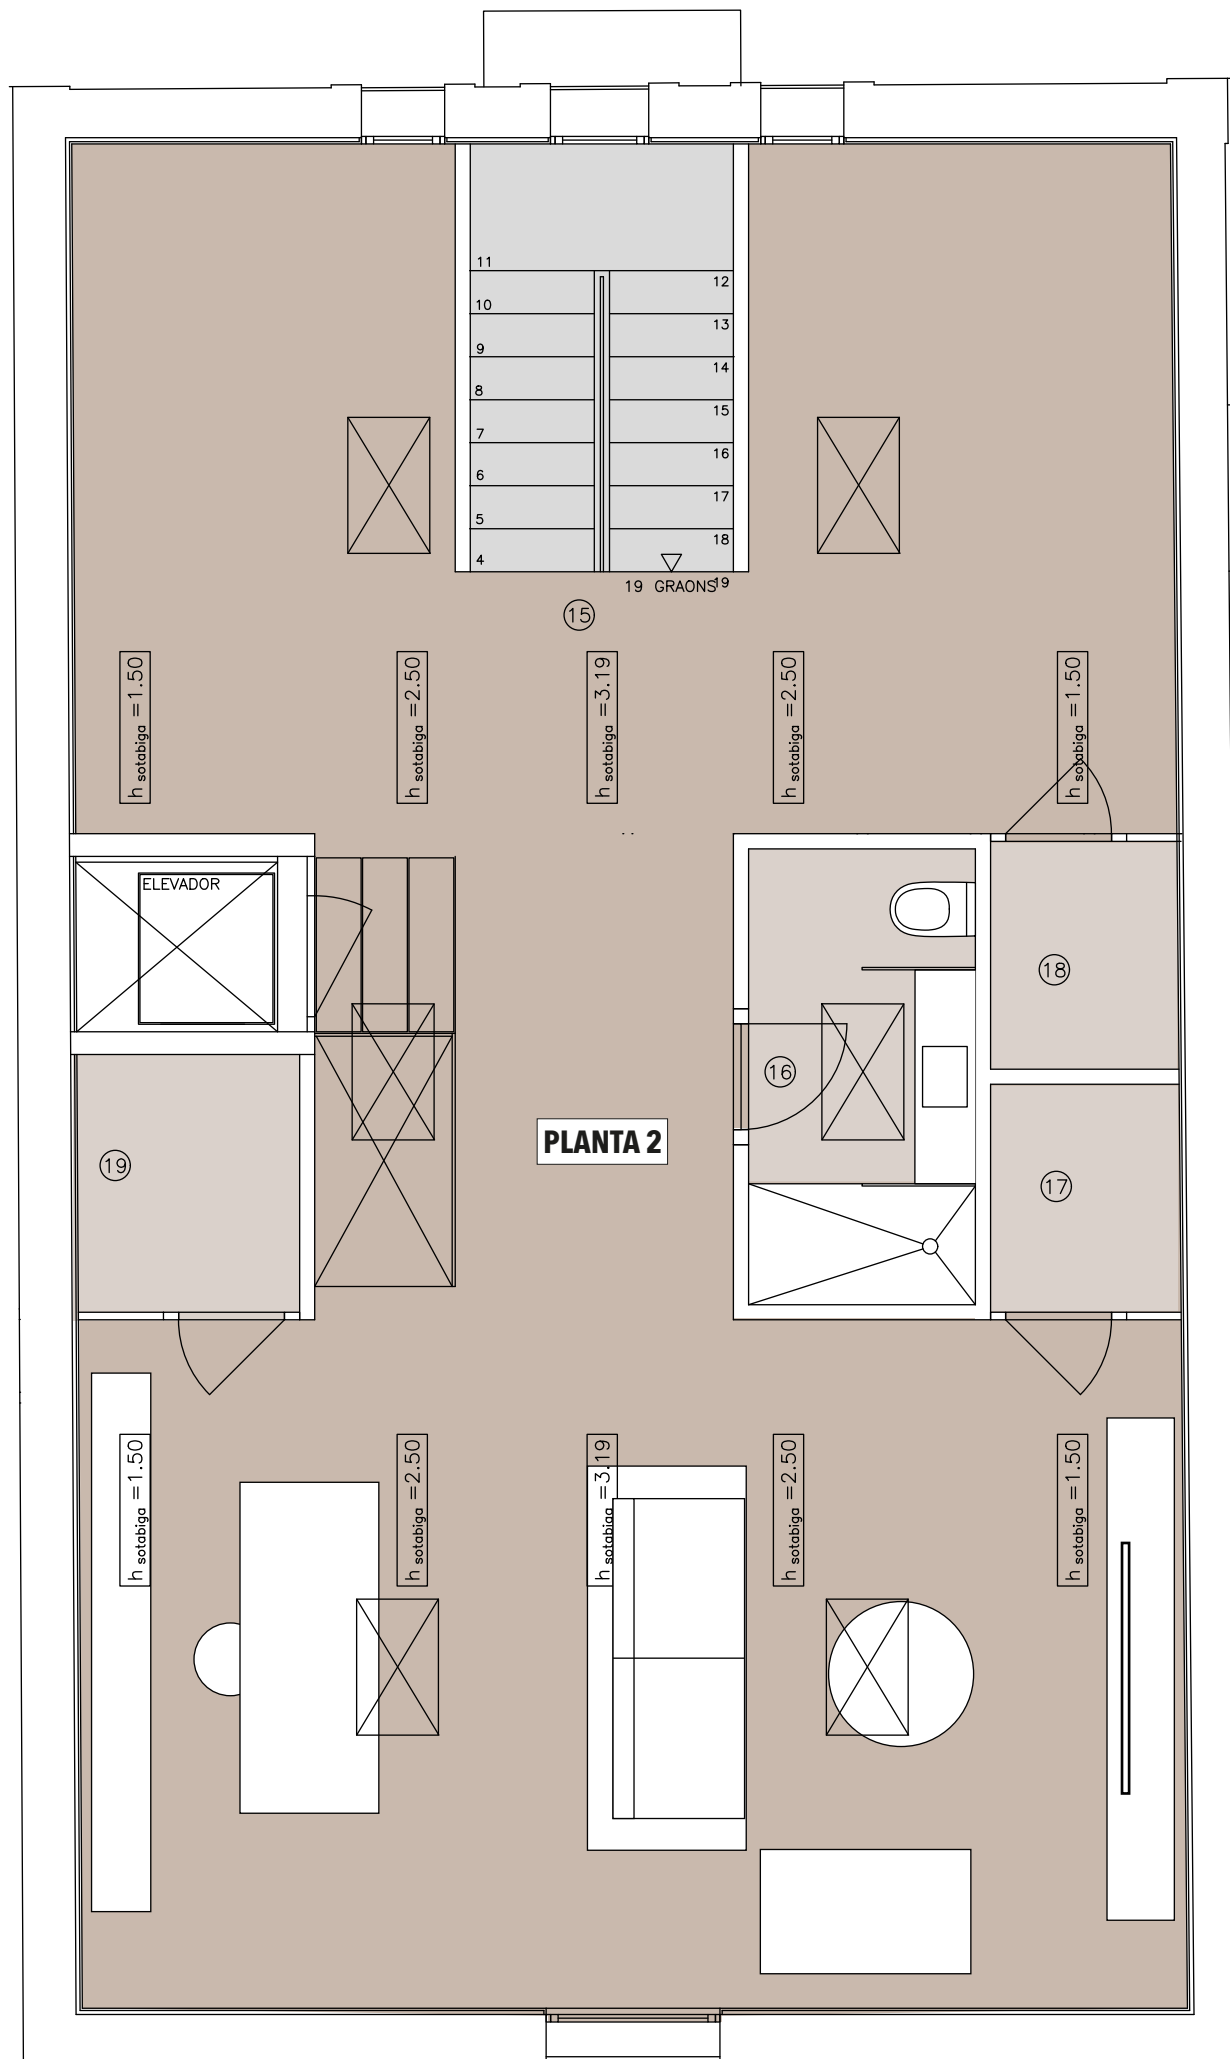 11
12
10
13
9
14
8
15
7
16
6
17
5
18
4
19 GRAONS
19
15
h sotabiga =1.50
h sotabiga =2.50
h sotabiga =3.19
h sotabiga =2.50
h sotabiga =1.50
ELEVADOR
18
16
PLANTA 2
19
17
h sotabiga =1.50
h sotabiga =2.50
h sotabiga =3.19
h sotabiga =2.50
h sotabiga =1.50